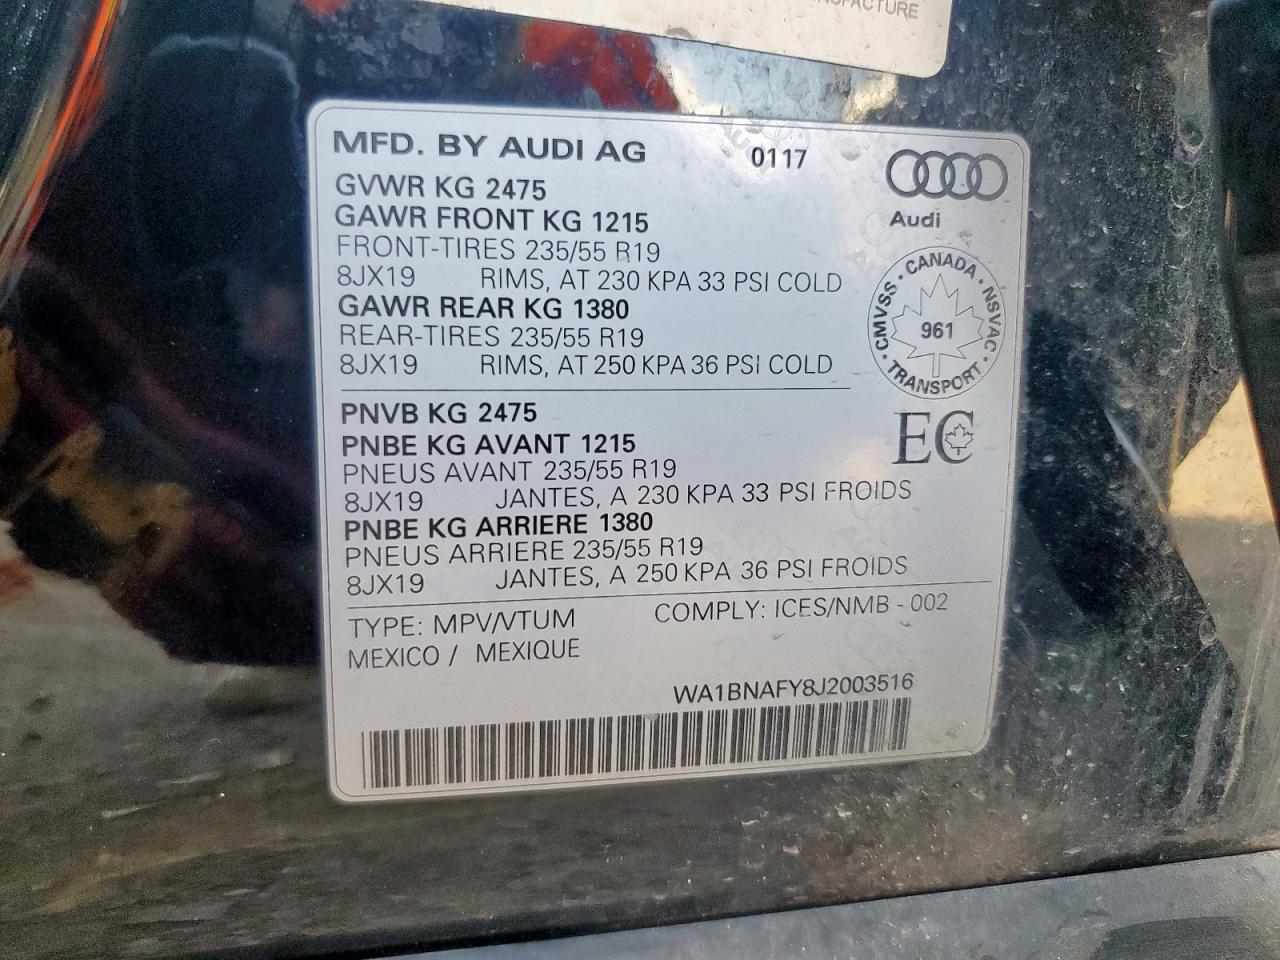 MFD. BY AUDI AG 0117
Audi
GVWR KG 2475
GAWR FRONT KG 1215
FRONT-TIRES 235/55 R19
8JX19 RIMS, AT 230 KPA 33 PSI COLD
GAWR REAR KG 1380
REAR-TIRES 235/55 R19
8JX19 RIMS, AT 250 KPA 36 PSI COLD
CMVSS · CANADA · NSVAC · TRANSPORT ·
961
EC
PNVB KG 2475
PNBE KG AVANT 1215
PNEUS AVANT 235/55 R19
8JX19 JANTES, A 230 KPA 33 PSI FROIDS
PNBE KG ARRIERE 1380
PNEUS ARRIERE 235/55 R19
8JX19 JANTES, A 250 KPA 36 PSI FROIDS
TYPE: MPV/VTUM COMPLY: ICES/NMB - 002
MEXICO / MEXIQUE
WA1BNAFY8J2003516